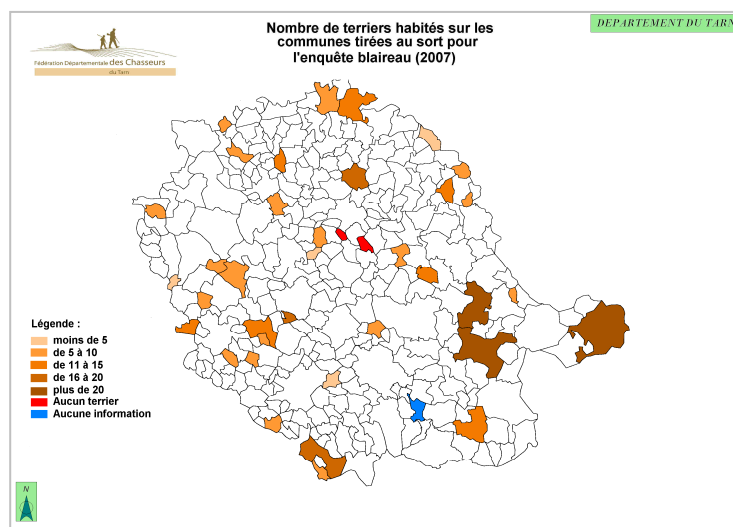 Nombre de terriers habités sur les
communes tirées au sort pour
l'enquête blaireau (2007)
DEPARTEMENT DU TARN
Fédération Départementale des Chasseurs
du Tarn
Légende :
moins de 5
de 5 à 10
de 11 à 15
de 16 à 20
plus de 20
Aucun terrier
Aucune information
N